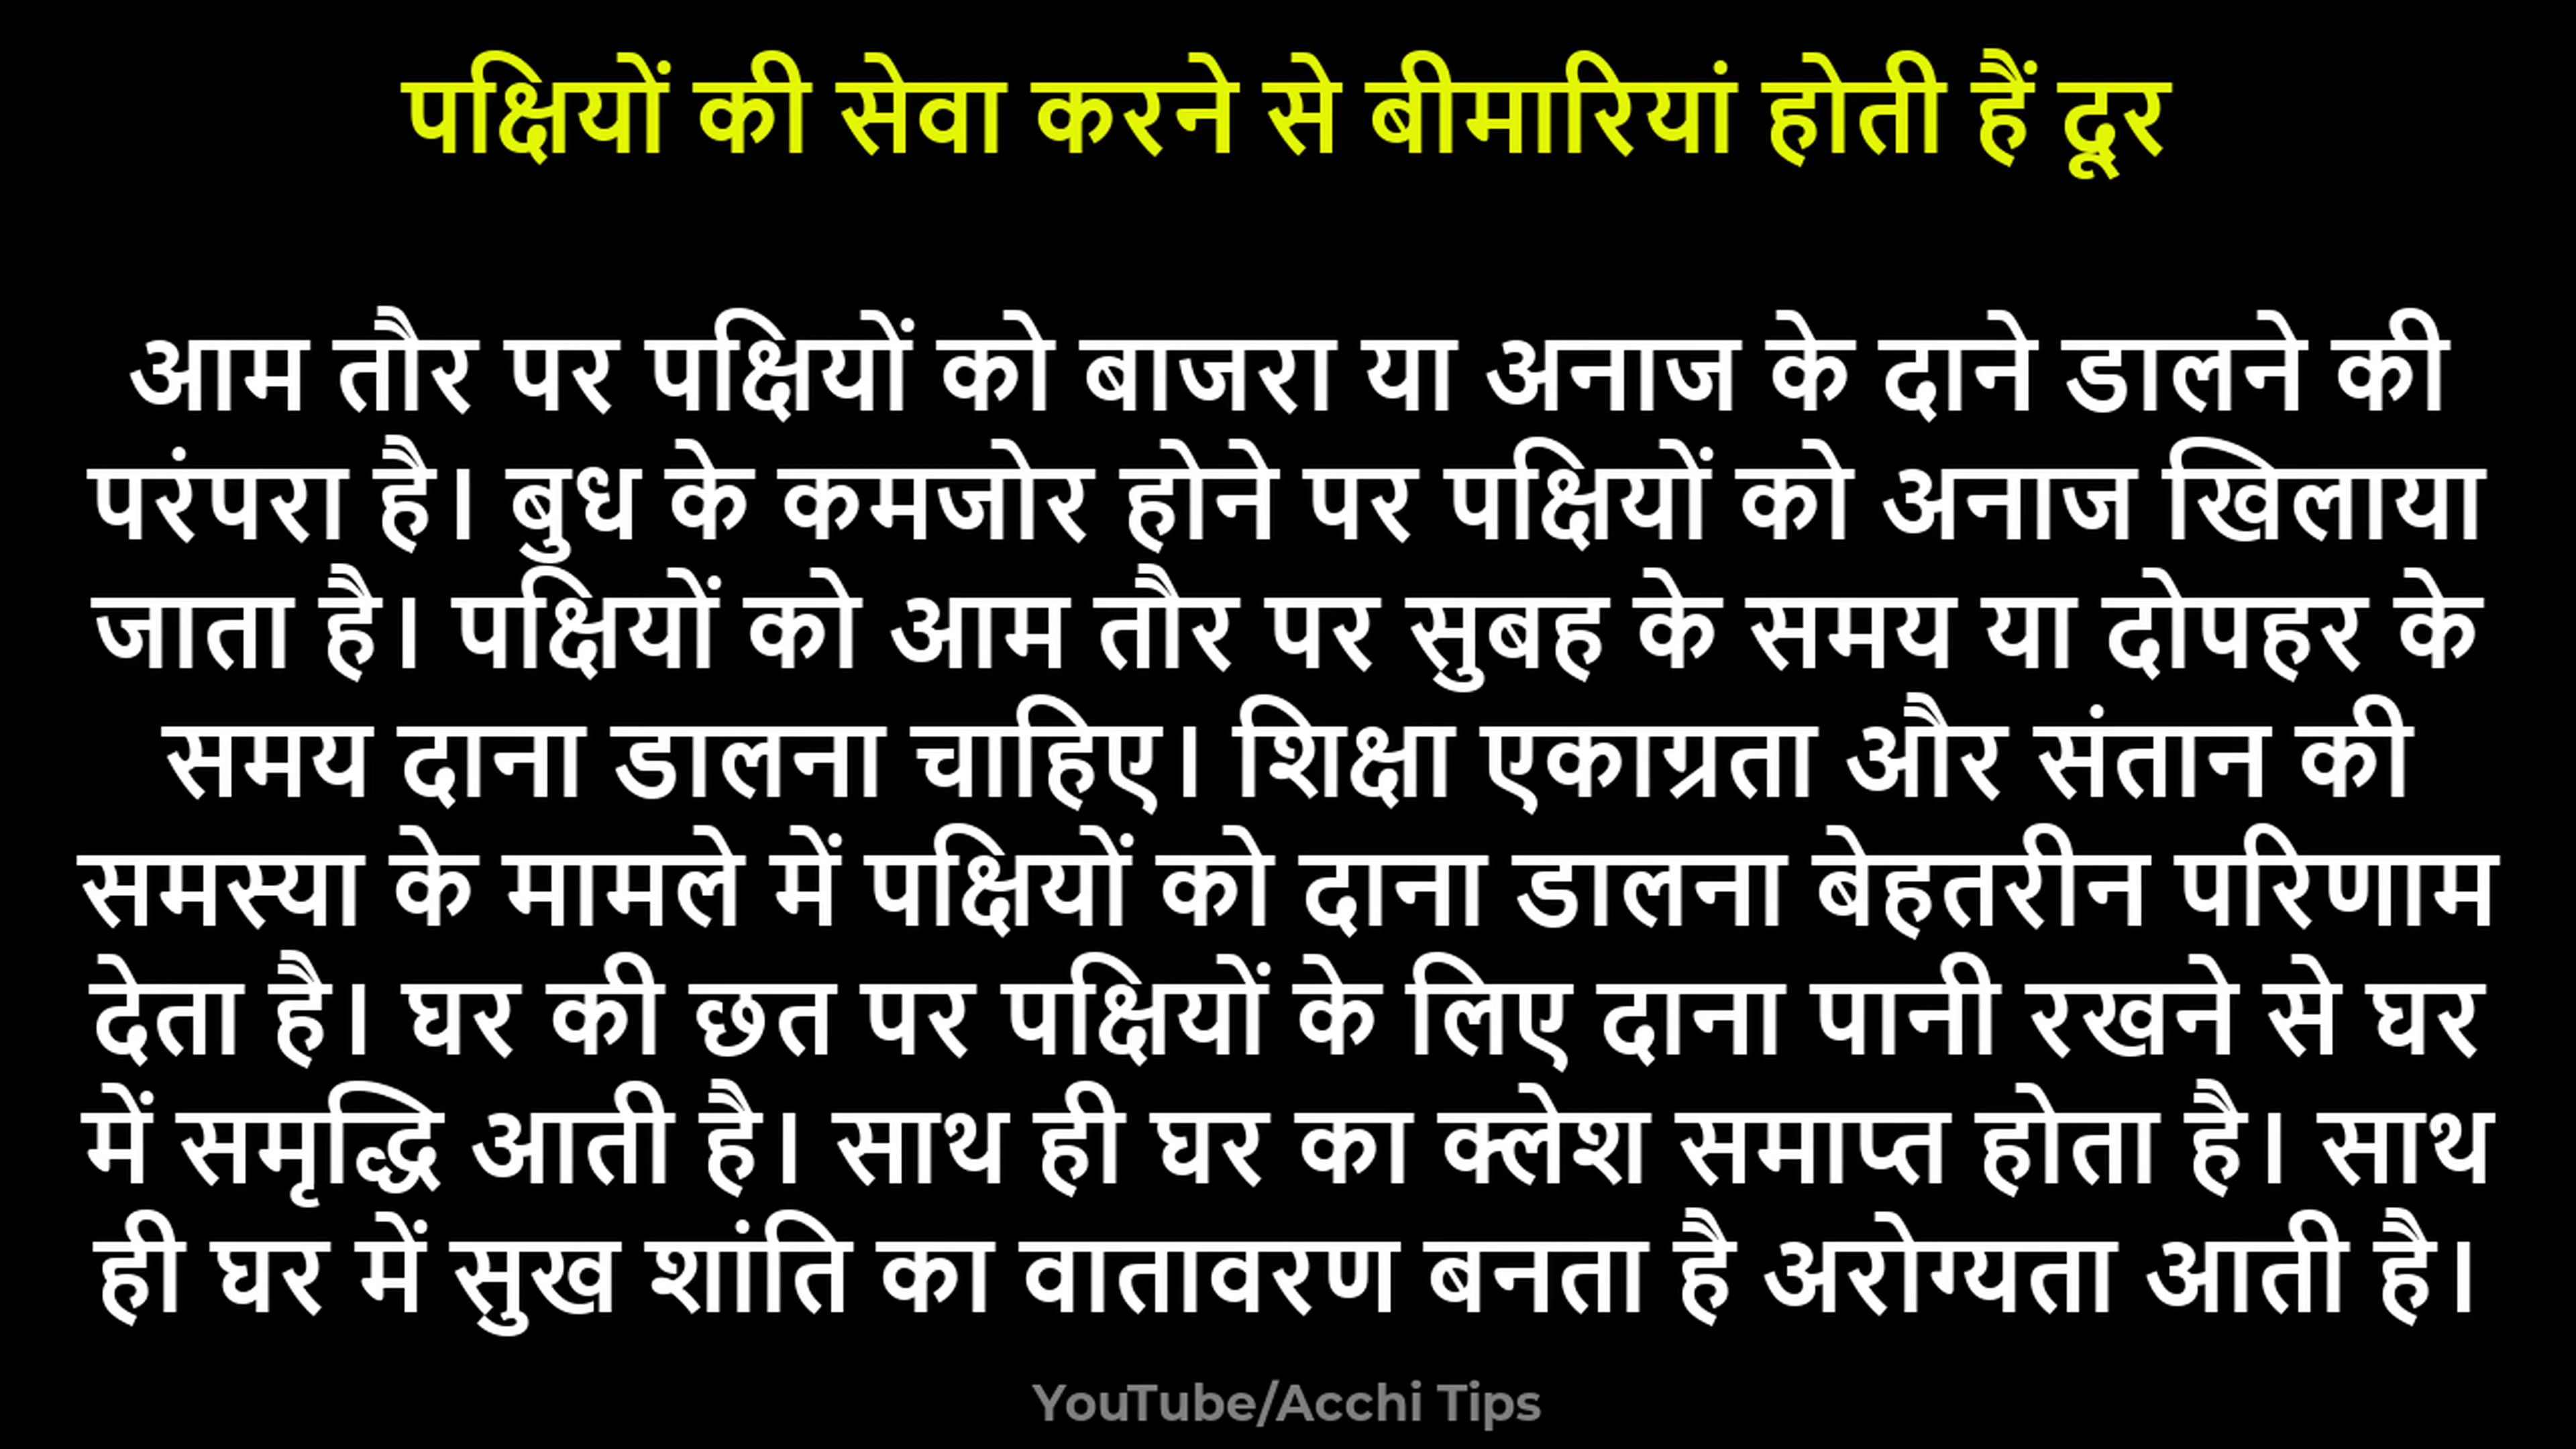 पक्षियों की सेवा करने से बीमारियां होती हैं दूर
आम तौर पर पक्षियों को बाजरा या अनाज के दाने डालने की
परंपरा है। बुध के कमजोर होने पर पक्षियों को अनाज खिलाया
जाता है। पक्षियों को आम तौर पर सुबह के समय या दोपहर के
समय दाना डालना चाहिए। शिक्षा एकाग्रता और संतान की
समस्या के मामले में पक्षियों को दाना डालना बेहतरीन परिणाम
देता है। घर की छत पर पक्षियों के लिए दाना पानी रखने से घर
में समृद्धि आती है। साथ ही घर का क्लेश समाप्त होता है। साथ
ही घर में सुख शांति का वातावरण बनता है अरोग्यता आती है।
YouTube/Acchi Tips